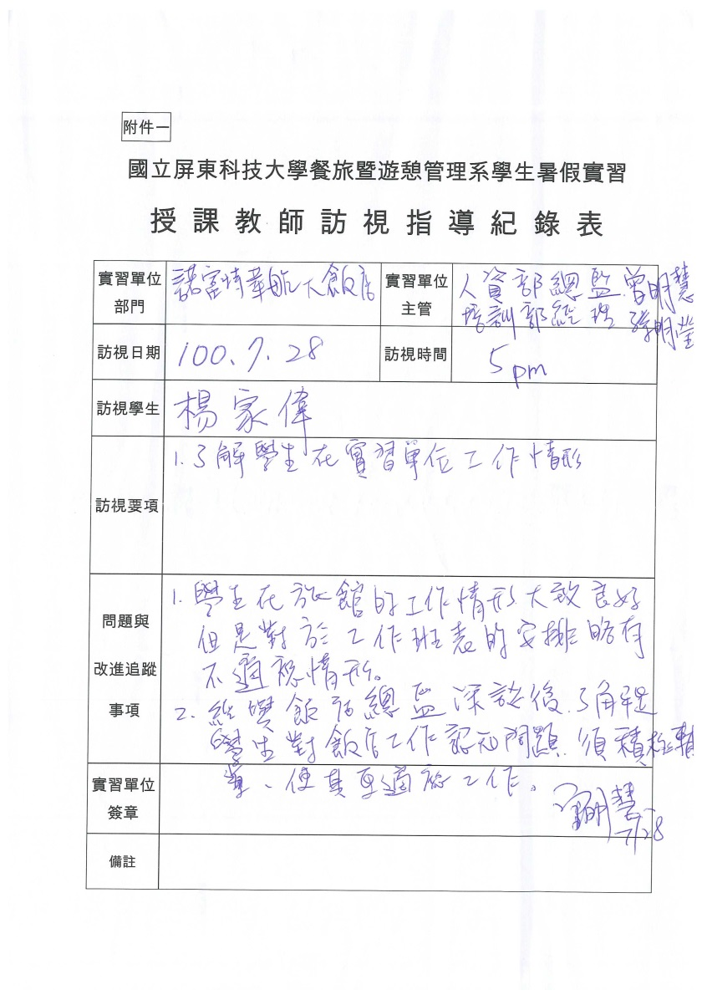 附件一
國立屏東科技大學餐旅暨遊憩管理系學生暑假實習
授課教師訪視指導紀錄表
實習單位部門
諾富特華航大飯店
實習單位主管
人資部總監 曾明慧
培訓部經理 張明瑩
訪視日期
100.7.28
訪視時間
5 pm
訪視學生
楊家偉
訪視要項
1.了解學生在實習單位工作情形
問題與
改進追蹤
事項
1.學生在旅館的工作情形大致良好
但是對於工作班表的安排略有
不適應情形。
2.經與飯店總監深談後,了解是
學生對飯店工作認知問題,須積極輔
導、使其更適應工作。
實習單位
簽章
曾明慧
7/28
備註